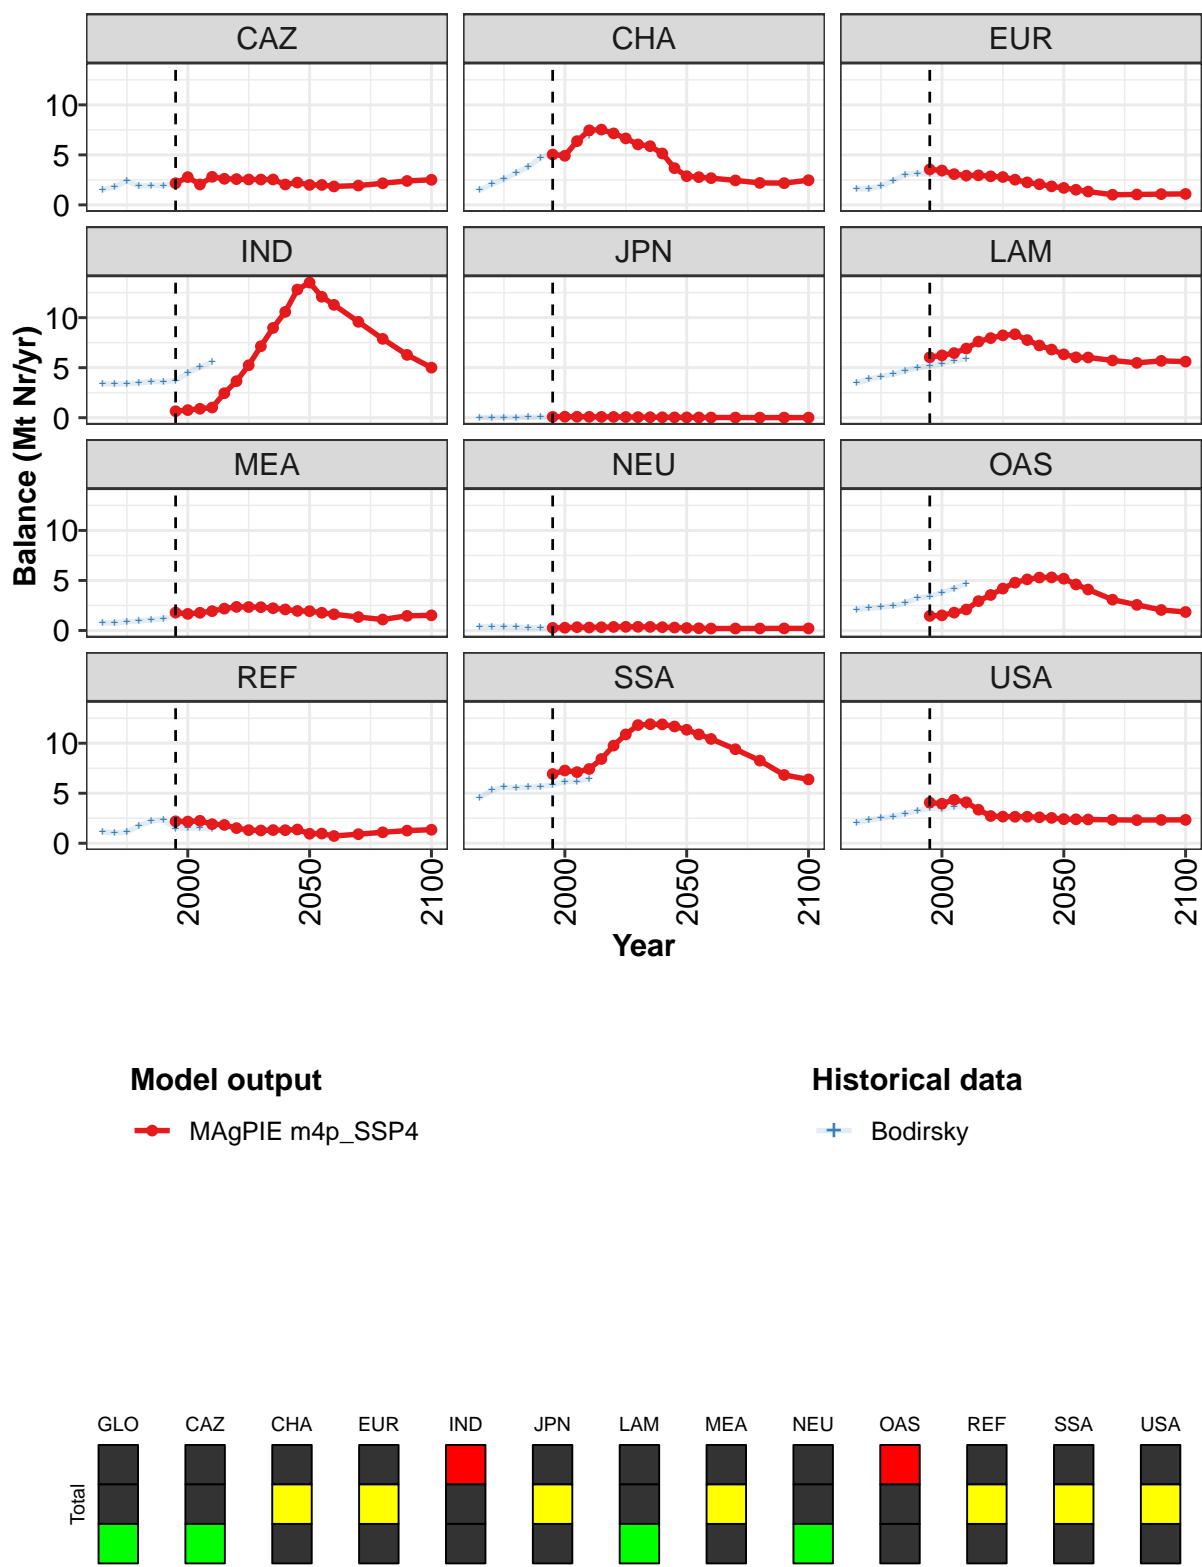 CAZ CHA EUR
10
5
0
IND JPN LAM
10
5
0
MEA NEU OAS
10
5
0
REF SSA USA
10
5
0
Balance (Mt Nr/yr)
2000 2050 2100 2000 2050 2100 2000 2050 2100
Year
Model output Historical data
MAgPIE m4p_SSP4 Bodirsky
GLO CAZ CHA EUR IND JPN LAM MEA NEU OAS REF SSA USA
Total